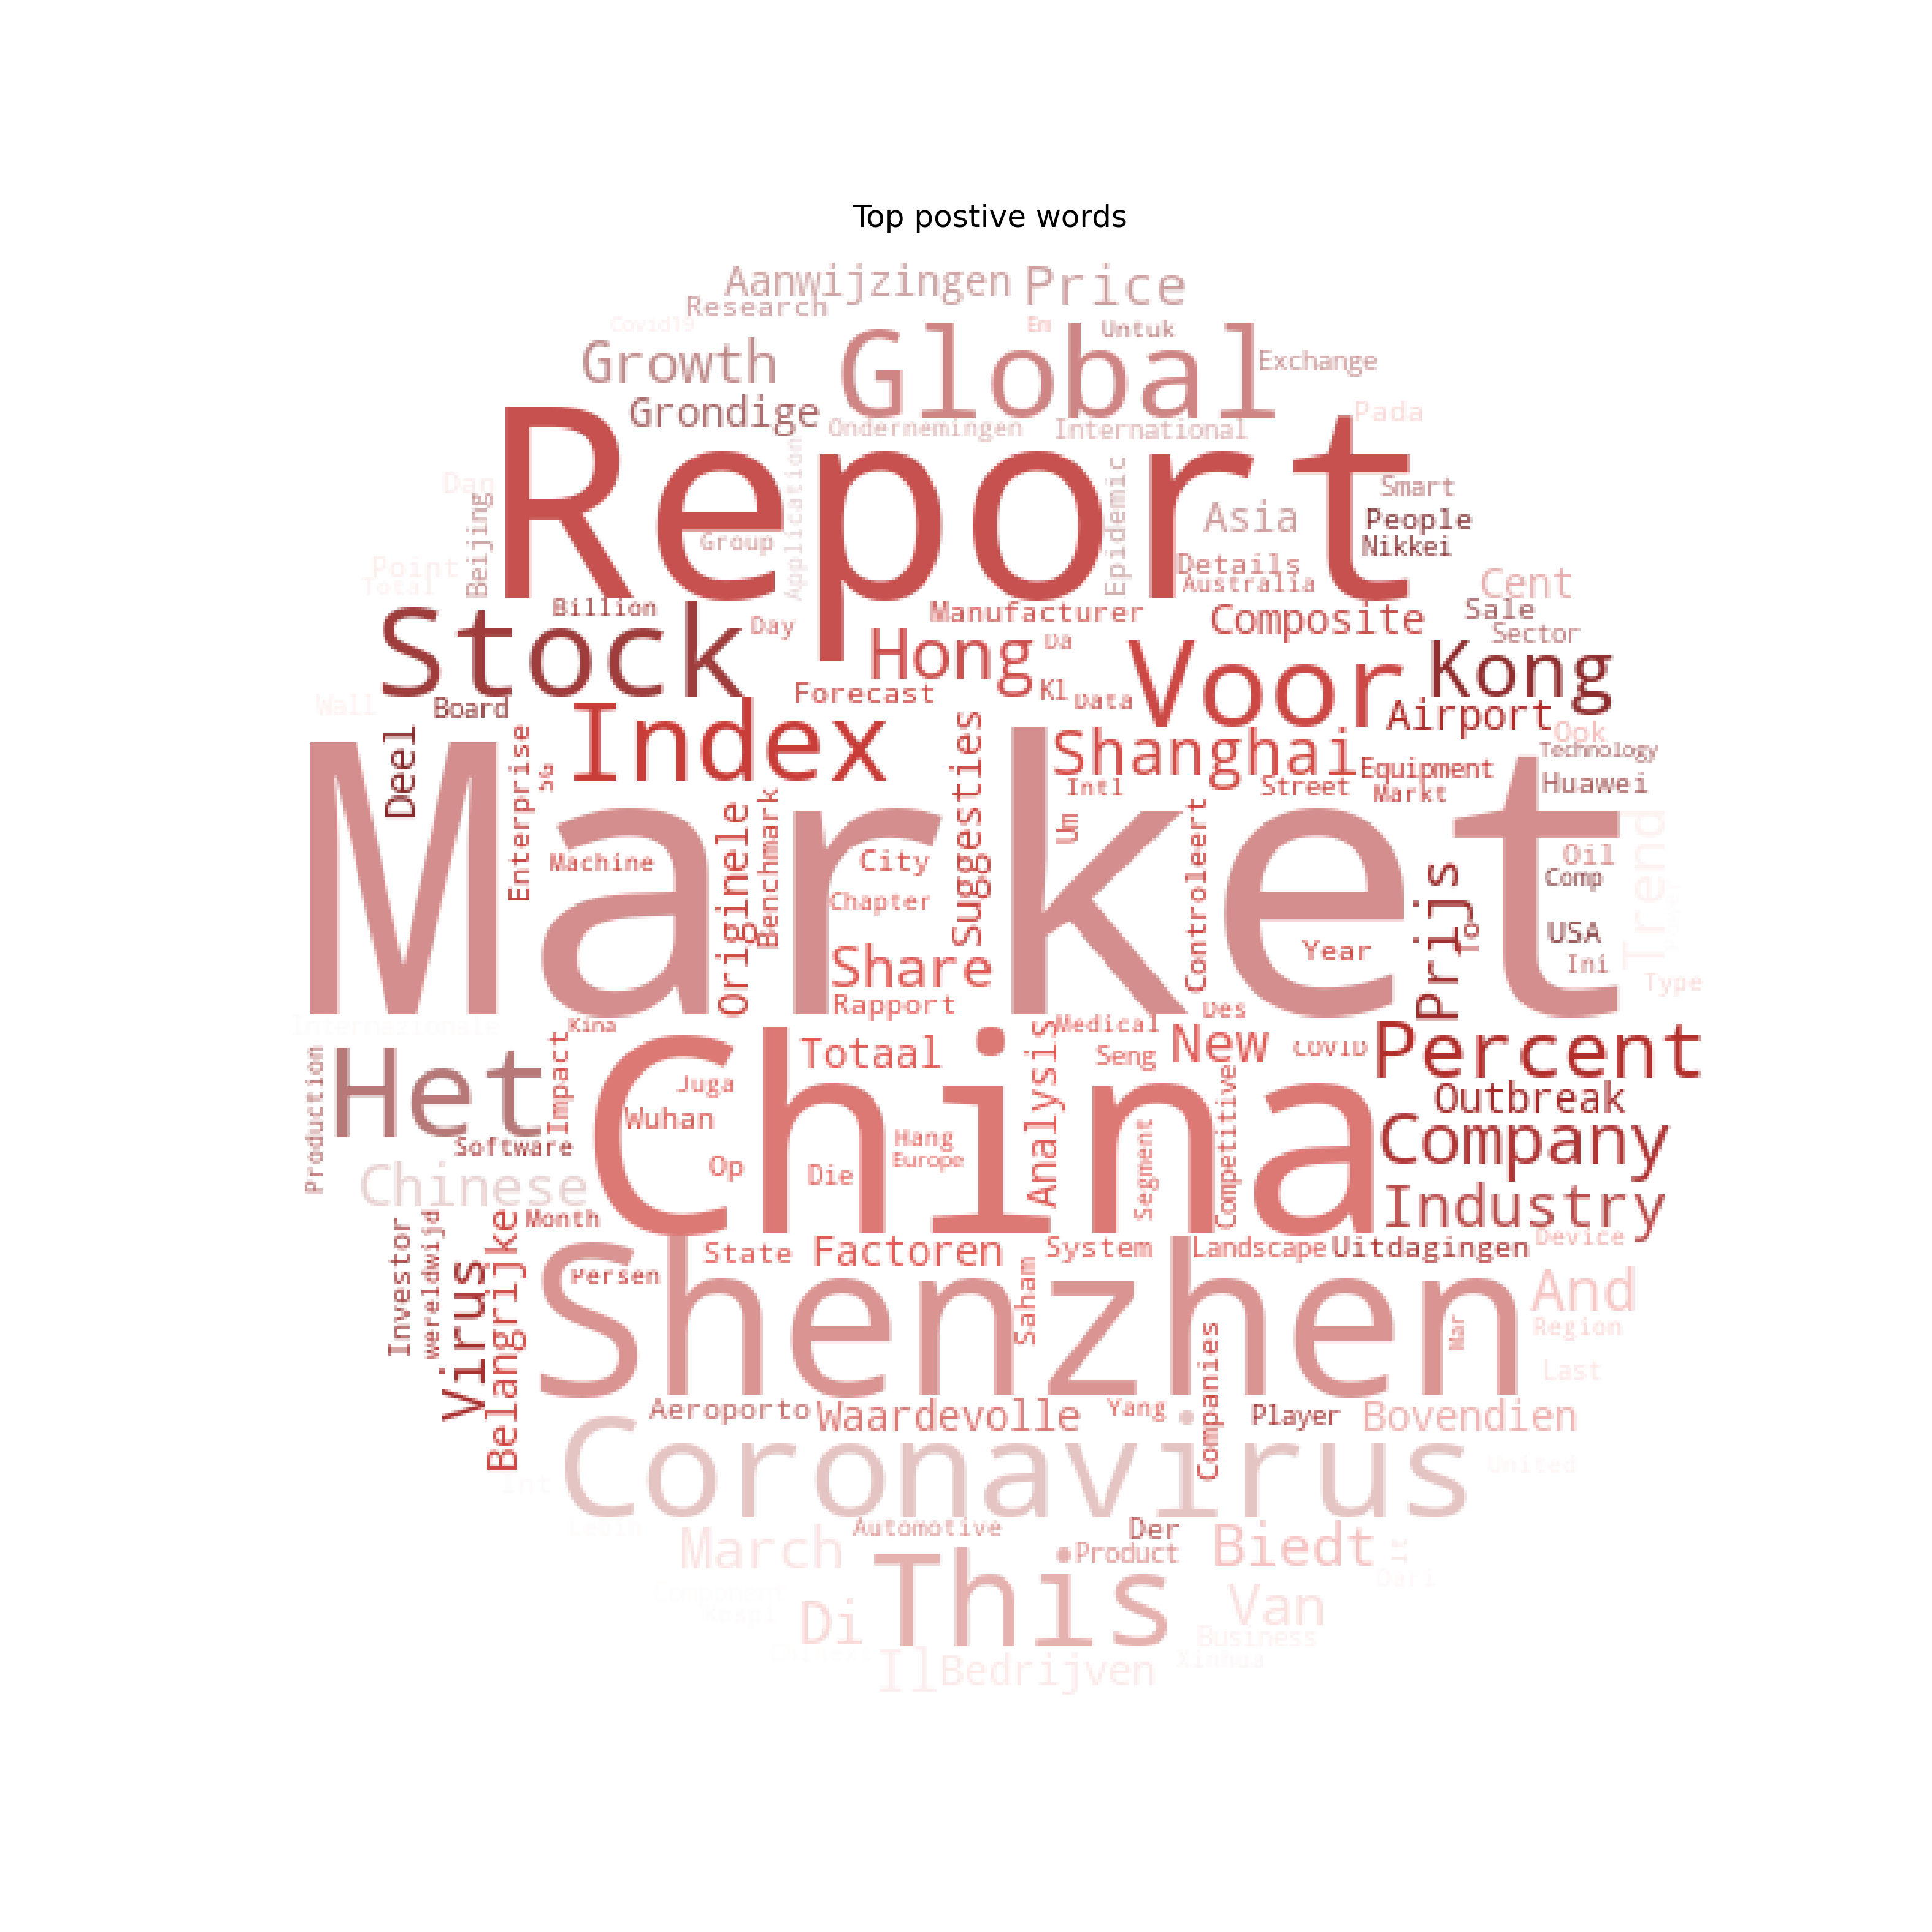 Top postive words
Aanwijzingen
Price
Research
Covid19
Em
Untuk
Global
Growth
Exchange
Grondige
Pada
Report
Ondernemingen
International
Dan
Beijing
Application
Epidemic
Smart
Asia
People
Nikkei
Group
Point
Total
Details
Australia
Cent
Billion
Manufacturer
Composite
Sale
Sector
Stock
Day
Hong
Da
Voor
Kong
Wall
Board
Forecast
Kl
Data
Airport
Index
Suggesties
Shanghai
Ook
Technology
Deel
Enterprise
5G
Intl
Street
Equipment
Markt
Huawei
Market
Originele
Benchmark
Um
Controleert
Trend
Machine
City
Oil
Comp
Chapter
Prijs
To
Share
Year
USA
Ini
Type
Rapport
Des
Kina
Medical
Internazionale
Het
Impact
China
Totaal
Analysis
Seng
New
COVID
Percent
Production
Juga
Outbreak
Wuhan
Hang
Europe
Segment
Competitive
Company
Software
Op
Die
Chinese
Industry
Month
Investor
wereldwijd
Virus
Belangrijke
State
Factoren
System
Landscape
Uitdagingen
Device
Persen
Shenzhen
Saham
And
Region
Mar
Companies
Last
Aeroporto
Waardevolle
Yang
Player
Bovendien
Coronavirus
United
Int
March
Automotive
Der
Product
Biedt
This
Di
Van
Business
Xinhua
Il
Bedrijven